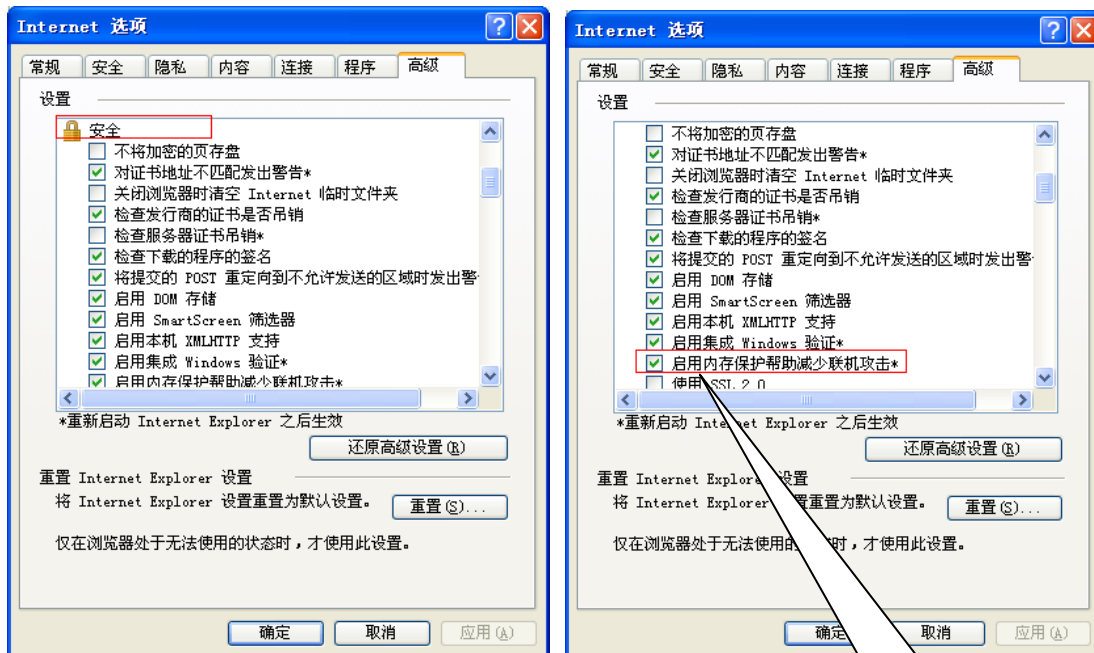 Internet 选项
常规 安全 隐私 内容 连接 程序 高级
设置
安全
不将加密的页存盘
对证书地址不匹配发出警告*
关闭浏览器时清空 Internet 临时文件夹
检查发行商的证书是否吊销
检查服务器证书吊销*
检查下载的程序的签名
将提交的 POST 重定向到不允许发送的区域时发出警
启用 DOM 存储
启用 SmartScreen 筛选器
启用本机 XMLHTTP 支持
启用集成 Windows 验证*
启用内存保护帮助减少联机攻击*
*重新启动 Internet Explorer 之后生效
还原高级设置(R)
重置 Internet Explorer 设置
将 Internet Explorer 设置重置为默认设置。
重置(S)...
仅在浏览器处于无法使用的状态时，才使用此设置。
确定 取消 应用(A)
Internet 选项
常规 安全 隐私 内容 连接 程序 高级
设置
不将加密的页存盘
对证书地址不匹配发出警告*
关闭浏览器时清空 Internet 临时文件夹
检查发行商的证书是否吊销
检查服务器证书吊销*
检查下载的程序的签名
将提交的 POST 重定向到不允许发送的区域时发出警
启用 DOM 存储
启用 SmartScreen 筛选器
启用本机 XMLHTTP 支持
启用集成 Windows 验证*
启用内存保护帮助减少联机攻击*
使用 SSL 2.0
*重新启动 Internet Explorer 之后生效
还原高级设置(R)
重置 Internet Explorer 设置
将 Internet Explorer 重置为默认设置。
重置(S)...
仅在浏览器处于无法使用的 时，才使用此设置。
确定 取消 应用(A)